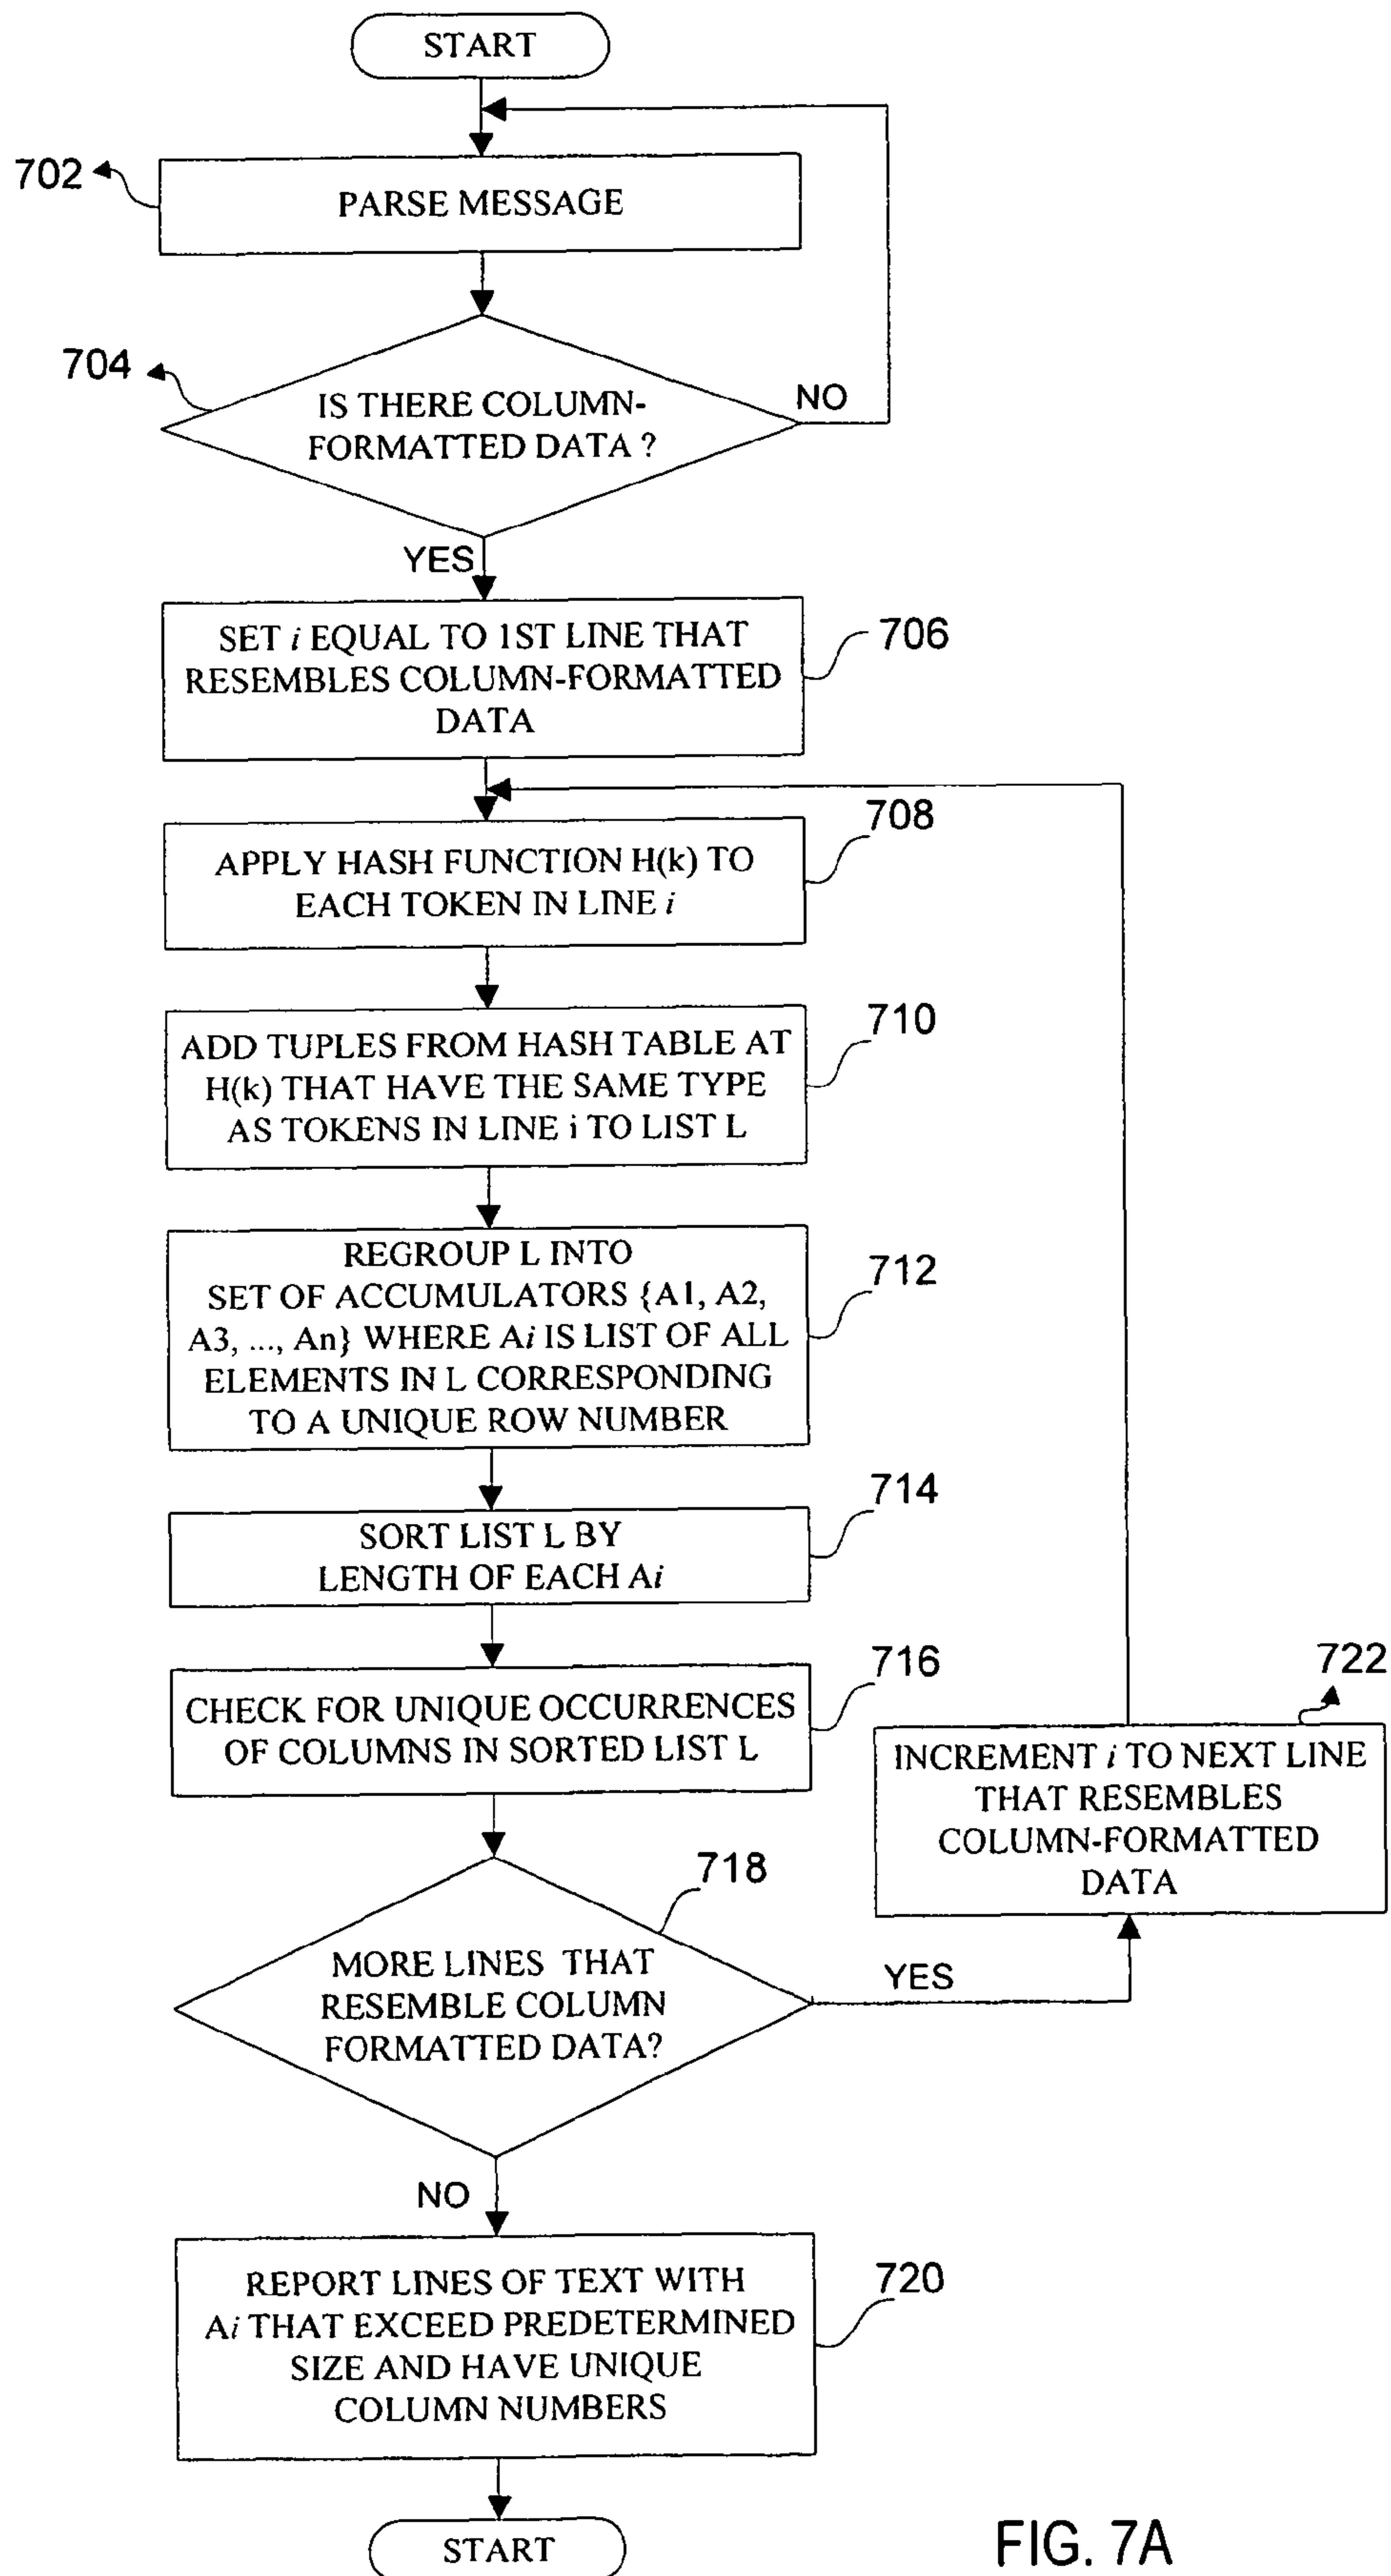 START
702
PARSE MESSAGE
704
IS THERE COLUMN-
FORMATTED DATA ?
NO
YES
SET i EQUAL TO 1ST LINE THAT
RESEMBLES COLUMN-FORMATTED
DATA
706
708
APPLY HASH FUNCTION H(k) TO
EACH TOKEN IN LINE i
710
ADD TUPLES FROM HASH TABLE AT
H(k) THAT HAVE THE SAME TYPE
AS TOKENS IN LINE i TO LIST L
712
REGROUP L INTO
SET OF ACCUMULATORS {A1, A2,
A3, ..., An} WHERE Ai IS LIST OF ALL
ELEMENTS IN L CORRESPONDING
TO A UNIQUE ROW NUMBER
714
SORT LIST L BY
LENGTH OF EACH Ai
716
CHECK FOR UNIQUE OCCURRENCES
OF COLUMNS IN SORTED LIST L
722
INCREMENT i TO NEXT LINE
THAT RESEMBLES
COLUMN-FORMATTED
DATA
718
MORE LINES THAT
RESEMBLE COLUMN
FORMATTED DATA?
YES
NO
720
REPORT LINES OF TEXT WITH
Ai THAT EXCEED PREDETERMINED
SIZE AND HAVE UNIQUE
COLUMN NUMBERS
START
FIG. 7A